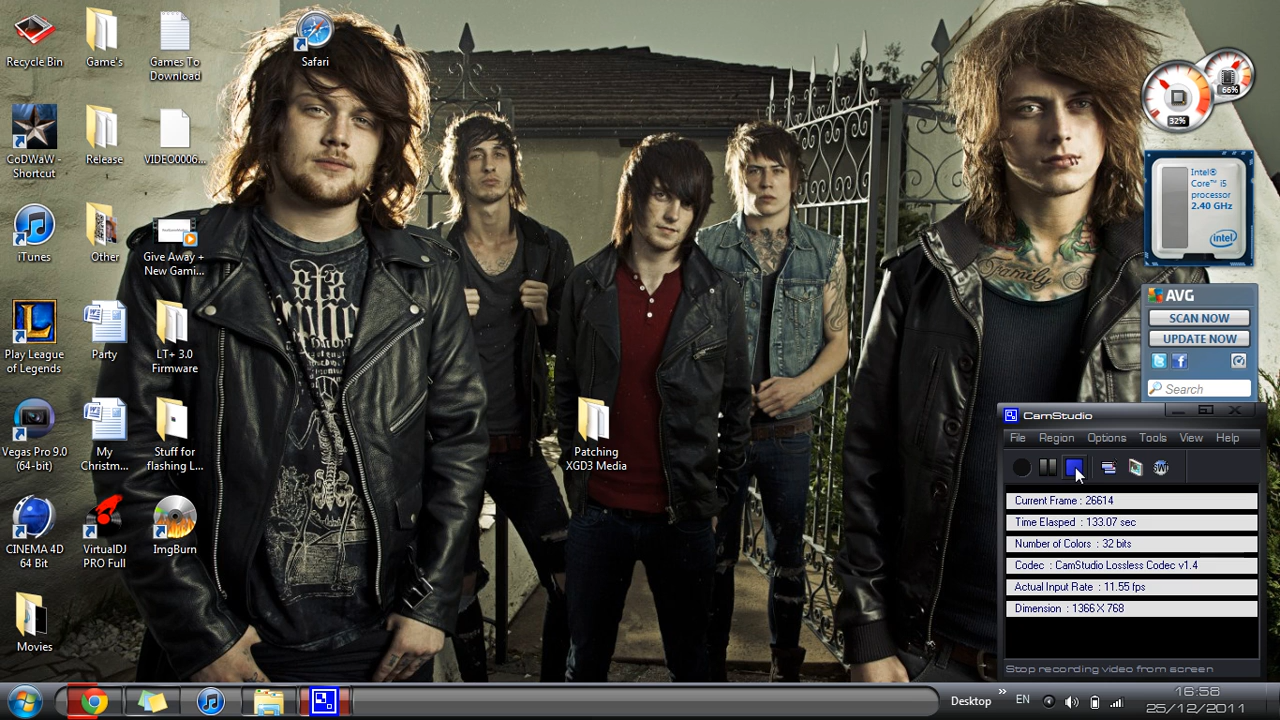 Recycle Bin
Game's
Games To
Download
Safari
CoDWaW -
Shortcut
Release
VIDEO0006...
iTunes
Other
Give Away +
New Gami...
Play League
of Legends
Party
LT+ 3.0
Firmware
Vegas Pro 9.0
(64-bit)
My
Christm...
Stuff for
flashing L...
Patching
XGD3 Media
CINEMA 4D
64 Bit
VirtualDJ
PRO Full
ImgBurn
Movies
Family
66%
32%
Intel®
Core™ i5
processor
2.40 GHz
intel
AVG
SCAN NOW
UPDATE NOW
Search
CamStudio
File Region Options Tools View Help
Current Frame : 26614
Time Elasped : 133.07 sec
Number of Colors : 32 bits
Codec : CamStudio Lossless Codec v1.4
Actual Input Rate : 11.55 fps
Dimension : 1366 X 768
Stop recording video from screen
Desktop
EN
16:56
25/12/2011